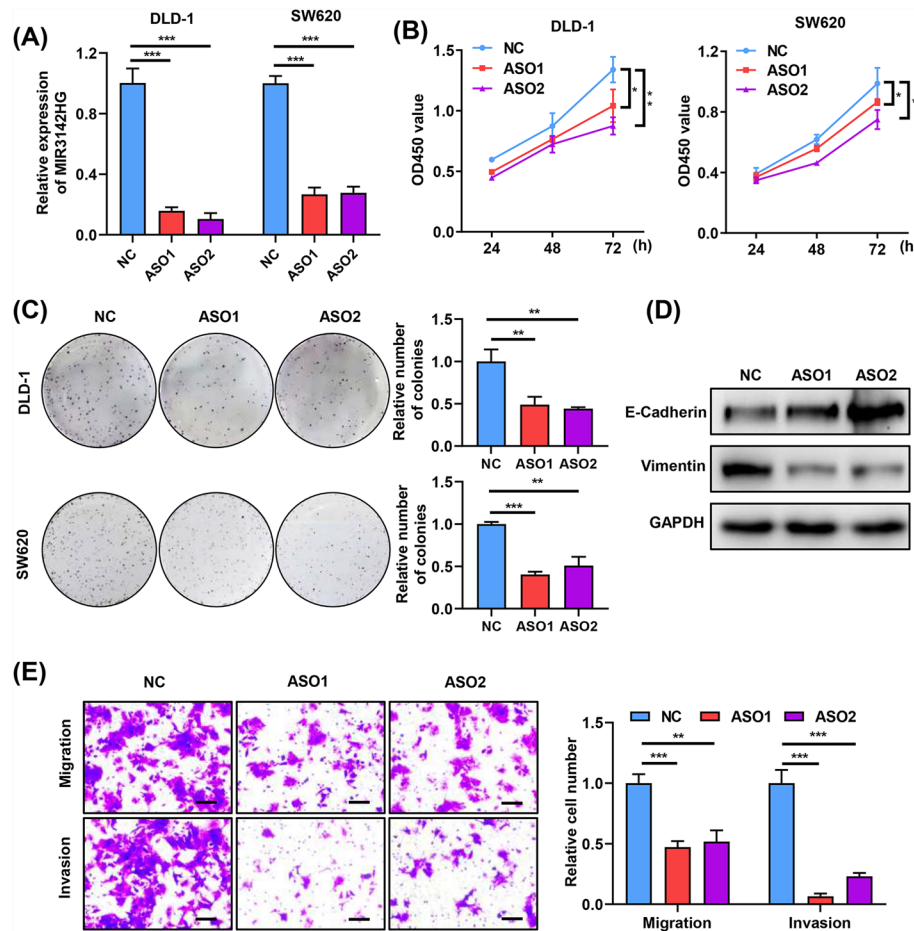 (A)
DLD-1
SW620
Relative expression
of MIR3142HG
1.2
0.8
0.4
0.0
***
***
***
***
NC
ASO1
ASO2
NC
ASO1
ASO2
(B)
DLD-1
OD450 value
1.5
1.0
0.5
0.0
NC
ASO1
ASO2
*
**
24
48
72
(h)
SW620
OD450 value
1.2
0.8
0.4
0.0
NC
ASO1
ASO2
*
*
24
48
72
(h)
(C)
NC
ASO1
ASO2
DLD-1
SW620
Relative number
of colonies
1.5
1.0
0.5
0.0
**
**
NC
ASO1
ASO2
Relative number
of colonies
1.5
1.0
0.5
0.0
**
***
NC
ASO1
ASO2
(D)
NC
ASO1
ASO2
E-Cadherin
Vimentin
GAPDH
(E)
NC
ASO1
ASO2
Migration
Invasion
Relative cell number
1.5
1.0
0.5
0.0
NC
ASO1
ASO2
**
***
***
***
Migration
Invasion